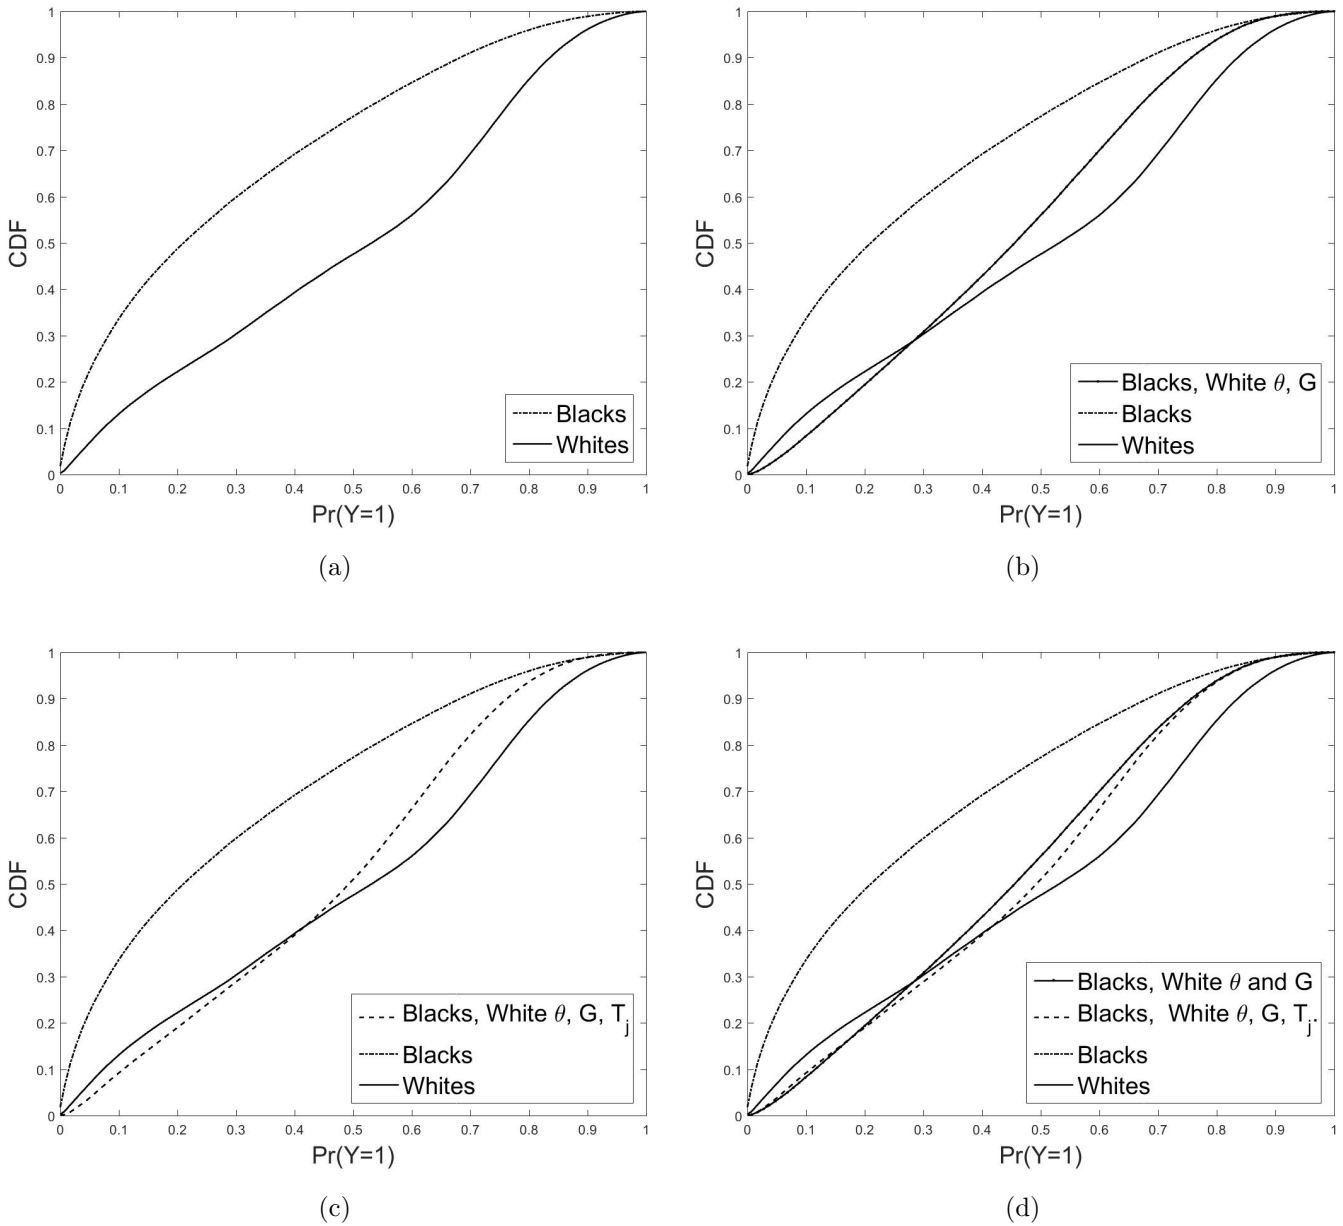 1
0.9
0.8
0.7
0.6
0.5
0.4
0.3
0.2
0.1
0
CDF
Blacks
Whites
0 0.1 0.2 0.3 0.4 0.5 0.6 0.7 0.8 0.9 1
Pr(Y=1)
(a)
1
0.9
0.8
0.7
0.6
0.5
0.4
0.3
0.2
0.1
0
CDF
Blacks, White θ, G
Blacks
Whites
0 0.1 0.2 0.3 0.4 0.5 0.6 0.7 0.8 0.9 1
Pr(Y=1)
(b)
1
0.9
0.8
0.7
0.6
0.5
0.4
0.3
0.2
0.1
0
CDF
Blacks, White θ, G, Tj
Blacks
Whites
0 0.1 0.2 0.3 0.4 0.5 0.6 0.7 0.8 0.9 1
Pr(Y=1)
(c)
1
0.9
0.8
0.7
0.6
0.5
0.4
0.3
0.2
0.1
0
CDF
Blacks, White θ and G
Blacks, White θ, G, Tj.
Blacks
Whites
0 0.1 0.2 0.3 0.4 0.5 0.6 0.7 0.8 0.9 1
Pr(Y=1)
(d)